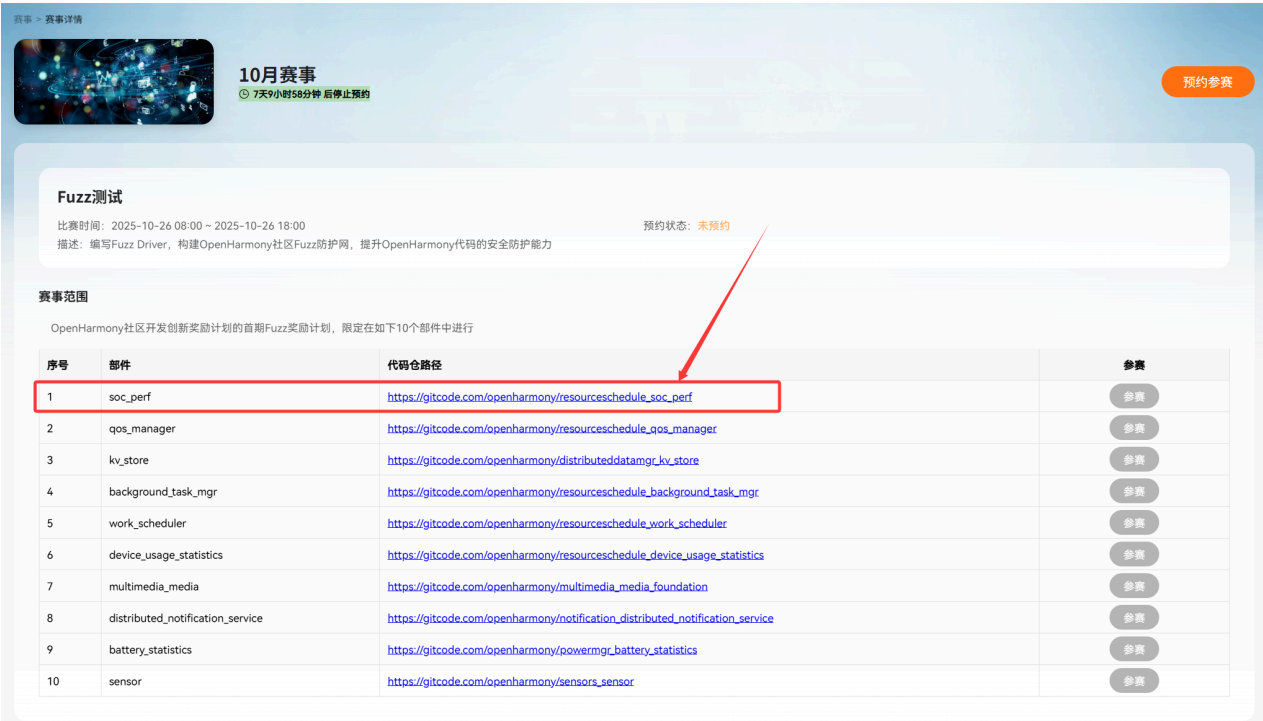 赛事 > 赛事详情
10月赛事
7天9小时58分钟 后停止预约
预约参赛
Fuzz测试
比赛时间：2025-10-26 08:00 ~ 2025-10-26 18:00
预约状态：未预约
描述：编写Fuzz Driver，构建OpenHarmony社区Fuzz防护网，提升OpenHarmony代码的安全防护能力
赛事范围
OpenHarmony社区开发创新奖励计划的首期Fuzz奖励计划，限定在如下10个部件中进行
序号 部件 代码仓路径 参赛
1 soc_perf https://gitcode.com/openharmony/resourceschedule_soc_perf 参赛
2 qos_manager https://gitcode.com/openharmony/resourceschedule_qos_manager 参赛
3 kv_store https://gitcode.com/openharmony/distributeddatamgr_kv_store 参赛
4 background_task_mgr https://gitcode.com/openharmony/resourceschedule_background_task_mgr 参赛
5 work_scheduler https://gitcode.com/openharmony/resourceschedule_work_scheduler 参赛
6 device_usage_statistics https://gitcode.com/openharmony/resourceschedule_device_usage_statistics 参赛
7 multimedia_media https://gitcode.com/openharmony/multimedia_media_foundation 参赛
8 distributed_notification_service https://gitcode.com/openharmony/notification_distributed_notification_service 参赛
9 battery_statistics https://gitcode.com/openharmony/powermgr_battery_statistics 参赛
10 sensor https://gitcode.com/openharmony/sensors_sensor 参赛